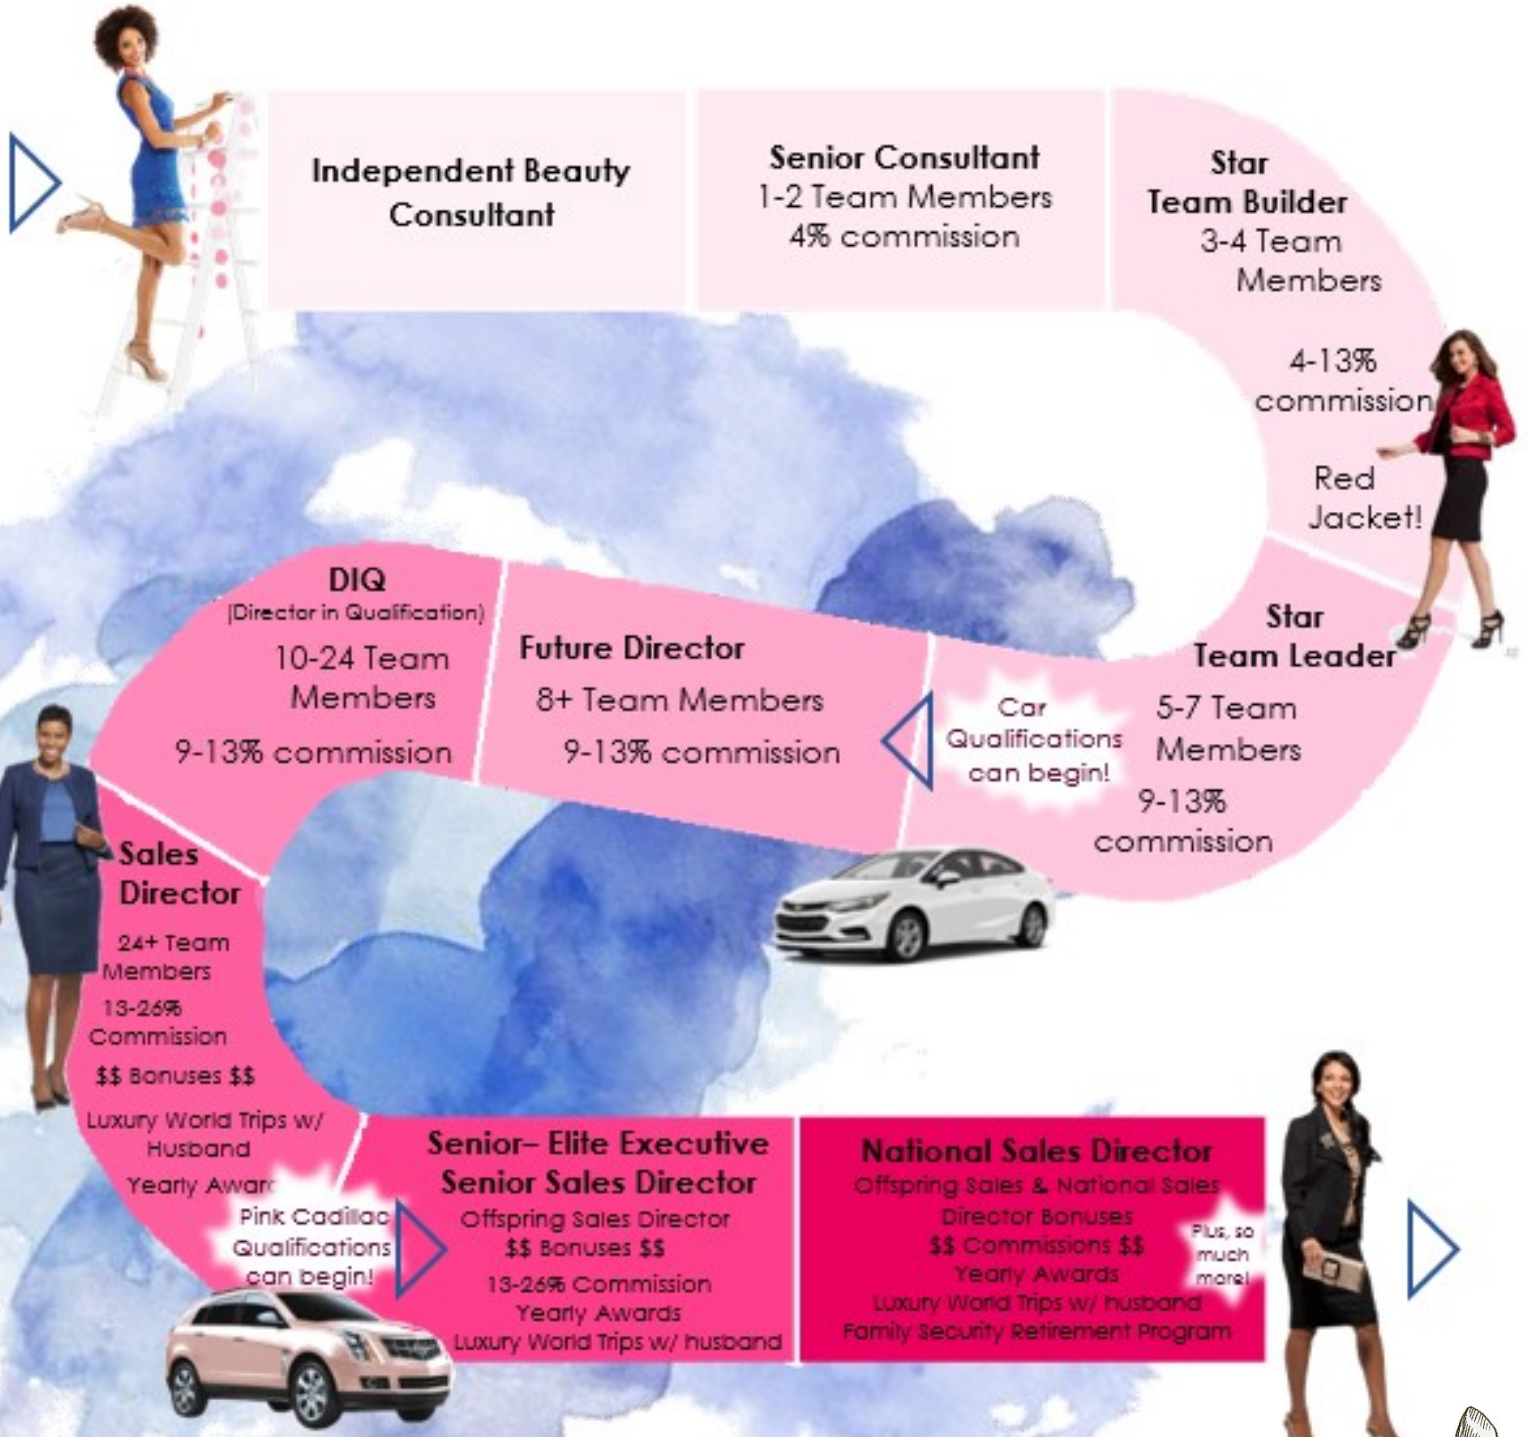 Independent Beauty
Consultant
Senior Consultant
1-2 Team Members
4% commission
Star
Team Builder
3-4 Team
Members
4-13%
commission
Red
Jacket!
Star
Team Leader
5-7 Team
Members
9-13%
commission
Car
Qualifications
can begin!
Future Director
8+ Team Members
9-13% commission
DIQ
(Director in Qualification)
10-24 Team
Members
9-13% commission
Sales
Director
24+ Team
Members
13-26%
Commission
$$ Bonuses $$
Luxury World Trips w/
Husband
Yearly
Pink Cadillac
Qualifications
can begin!
Senior– Elite Executive
Senior Sales Director
Offspring Sales Director
$$ Bonuses $$
13-26% Commission
Yearly Awards
Luxury World Trips w/ husband
National Sales Director
Offspring Sales & National Sales
Director Bonuses
$$ Commissions $$
Yearly Awards
Luxury World Trips w/ husband
Family Security Retirement Program
Plus, so
much
more!